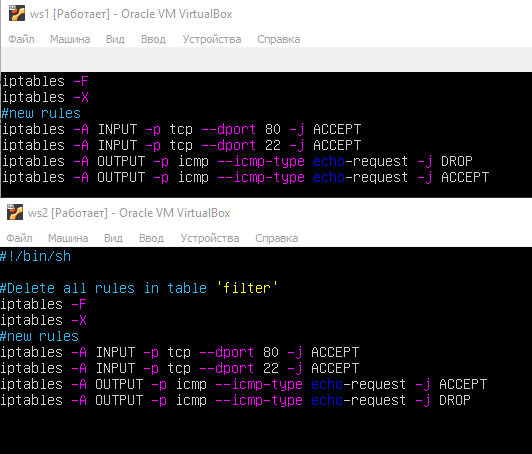 ws1 [Работает] - Oracle VM VirtualBox
Файл Машина Вид Ввод Устройства Справка
iptables -F
iptables -X
#new rules
iptables -A INPUT -p tcp --dport 80 -j ACCEPT
iptables -A INPUT -p tcp --dport 22 -j ACCEPT
iptables -A OUTPUT -p icmp --icmp-type echo-request -j DROP
iptables -A OUTPUT -p icmp --icmp-type echo-request -j ACCEPT
ws2 [Работает] - Oracle VM VirtualBox
Файл Машина Вид Ввод Устройства Справка
#!/bin/sh
#Delete all rules in table 'filter'
iptables -F
iptables -X
#new rules
iptables -A INPUT -p tcp --dport 80 -j ACCEPT
iptables -A INPUT -p tcp --dport 22 -j ACCEPT
iptables -A OUTPUT -p icmp --icmp-type echo-request -j ACCEPT
iptables -A OUTPUT -p icmp --icmp-type echo-request -j DROP